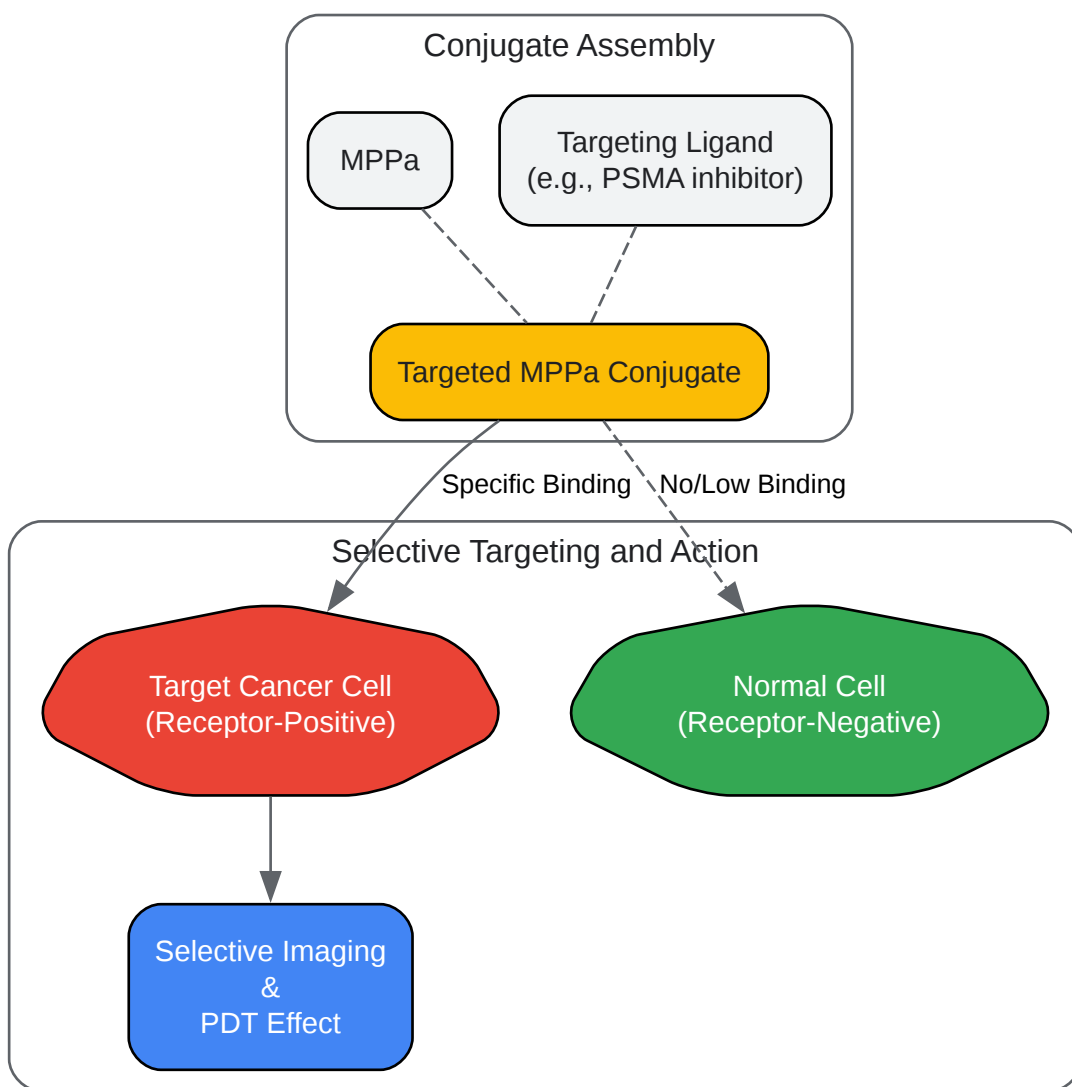 Conjugate Assembly
MPPa
Targeting Ligand
(e.g., PSMA inhibitor)
Targeted MPPa Conjugate
Specific Binding
No/Low Binding
Selective Targeting and Action
Target Cancer Cell
(Receptor-Positive)
Normal Cell
(Receptor-Negative)
Selective Imaging
&
PDT Effect